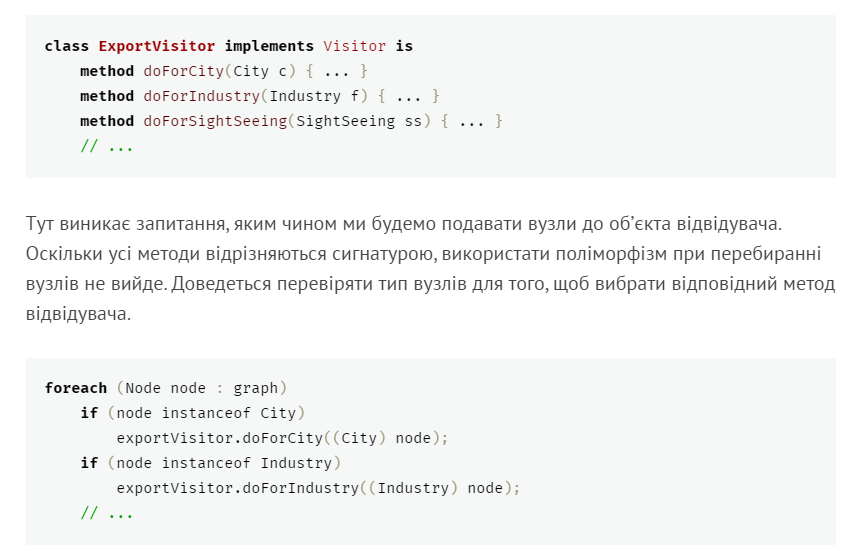 class ExportVisitor implements Visitor is
    method doForCity(City c) { ... }
    method doForIndustry(Industry f) { ... }
    method doForSightSeeing(SightSeeing ss) { ... }
    // ...
Тут виникає запитання, яким чином ми будемо подавати вузли до об’єкта відвідувача.
Оскільки усі методи відрізняються сигнатурою, використати поліморфізм при перебиранні
вузлів не вийде. Доведеться перевіряти тип вузлів для того, щоб вибрати відповідний метод
відвідувача.
foreach (Node node : graph)
    if (node instanceof City)
        exportVisitor.doForCity((City) node);
    if (node instanceof Industry)
        exportVisitor.doForIndustry((Industry) node);
    // ...